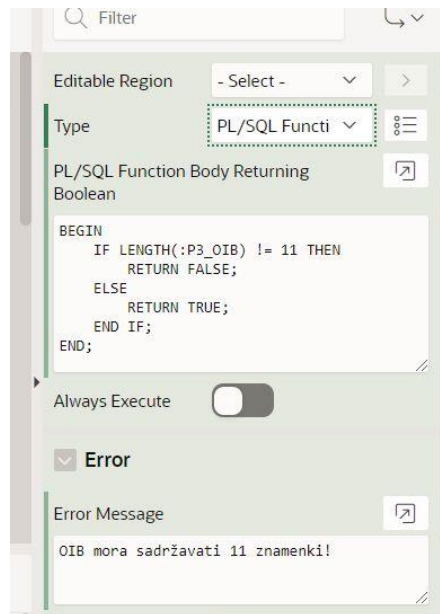 Filter
Editable Region - Select -
Type PL/SQL Functi
PL/SQL Function Body Returning
Boolean
BEGIN
    IF LENGTH(:P3_OIB) != 11 THEN
        RETURN FALSE;
    ELSE
        RETURN TRUE;
    END IF;
END;
Always Execute
Error
Error Message
OIB mora sadržavati 11 znamenki!